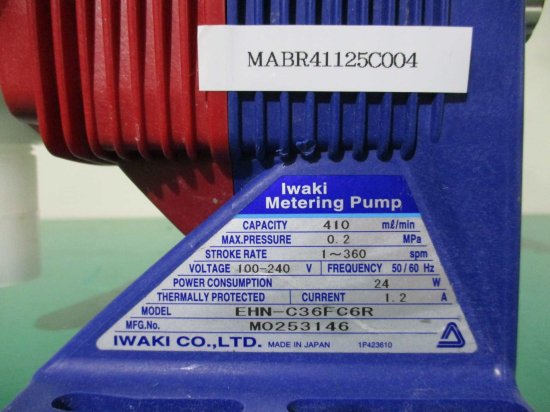 MABR41125C004
Iwaki
Metering Pump
CAPACITY 410 mℓ/min
MAX.PRESSURE 0.2 MPa
STROKE RATE 1~360 spm
VOLTAGE 100-240 V FREQUENCY 50/60 Hz
POWER CONSUMPTION 24 W
THERMALLY PROTECTED CURRENT 1.2 A
MODEL EHN-C36FC6R
MFG.No. M0253146
IWAKI CO.,LTD. MADE IN JAPAN 1P423610